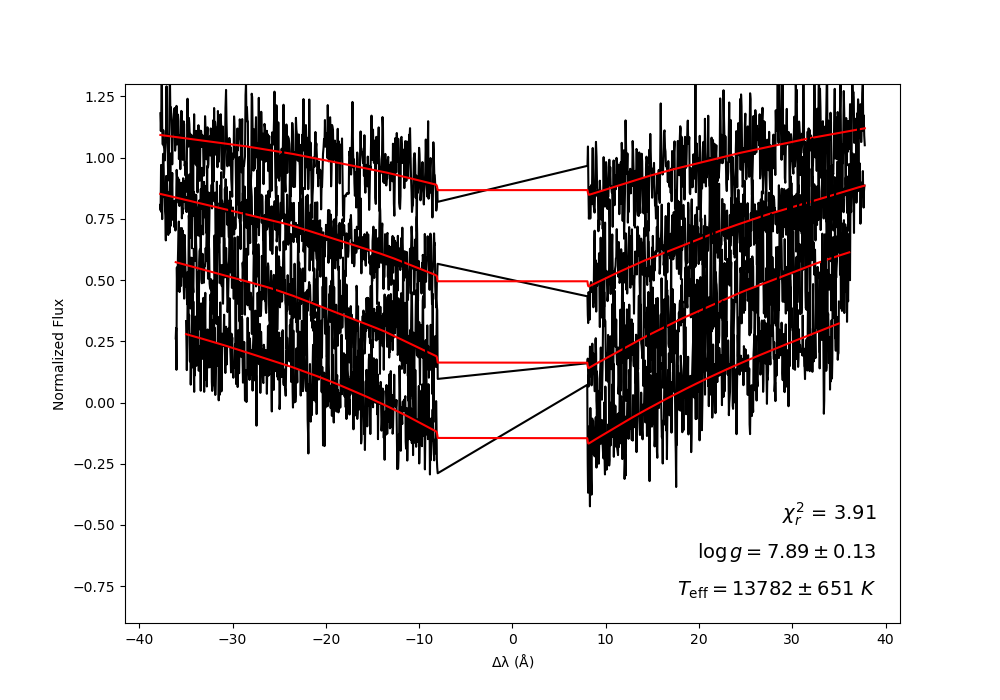 1.25
1.00
0.75
0.50
0.25
0.00
−0.25
−0.50
−0.75
Normalized Flux
χ²ᵣ = 3.91
log g = 7.89 ± 0.13
T_eff = 13782 ± 651 K
−40 −30 −20 −10 0 10 20 30 40
Δλ (Å)